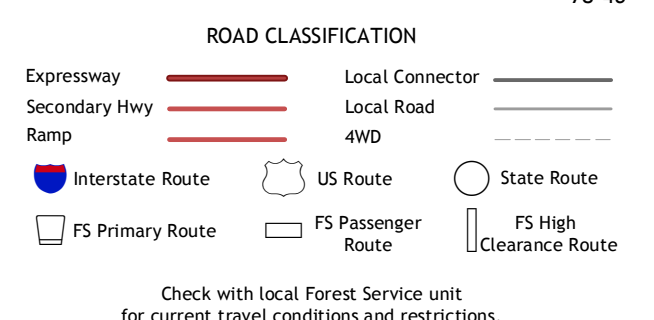 ROAD CLASSIFICATION
Expressway
Local Connector
Secondary Hwy
Local Road
Ramp
4WD
Interstate Route
US Route
State Route
FS Primary Route
FS Passenger
Route
FS High
Clearance Route
Check with local Forest Service unit
for current travel conditions and restrictions.